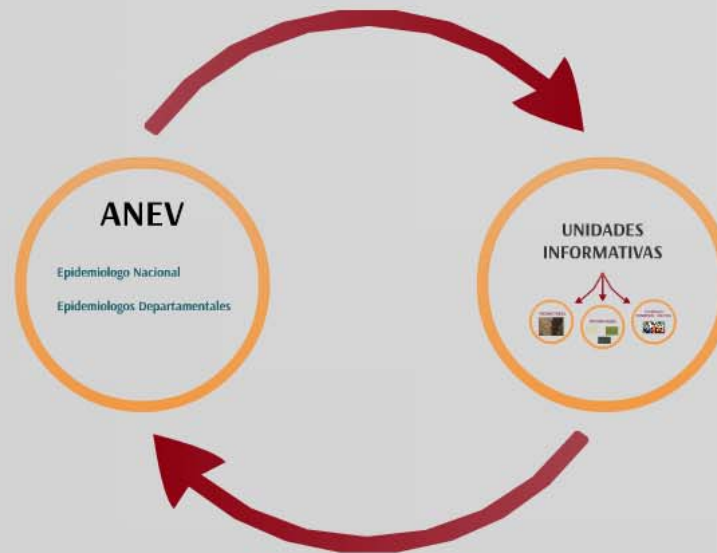 ANEV
Epidemiologo Nacional
Epidemiologos Departamentales
UNIDADES
INFORMATIVAS